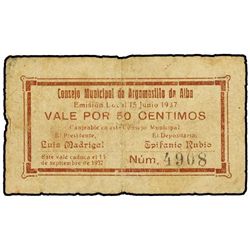 Consejo Municipal de Argamasilla de Alba
Emisión Local 15 Junio 1937
VALE POR 50 CENTIMOS
Canjeable en este Consejo Municipal
El Presidente, El Depositario,
Luis Madrigal Epifanio Rubio
Este vale caduca el 15
de septiembre de 1937 Núm. 4908